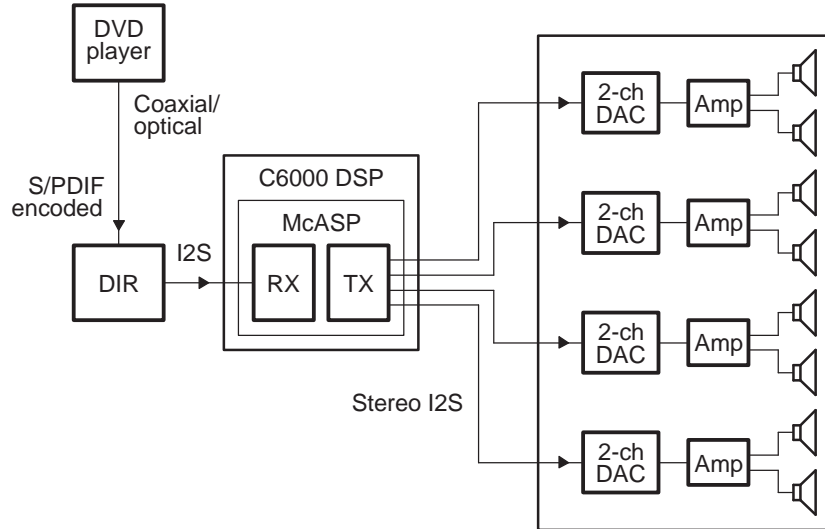 DVD
player
Coaxial/
optical
S/PDIF
encoded
DIR
I2S
C6000 DSP
McASP
RX
TX
Stereo I2S
2-ch
DAC
Amp
2-ch
DAC
Amp
2-ch
DAC
Amp
2-ch
DAC
Amp